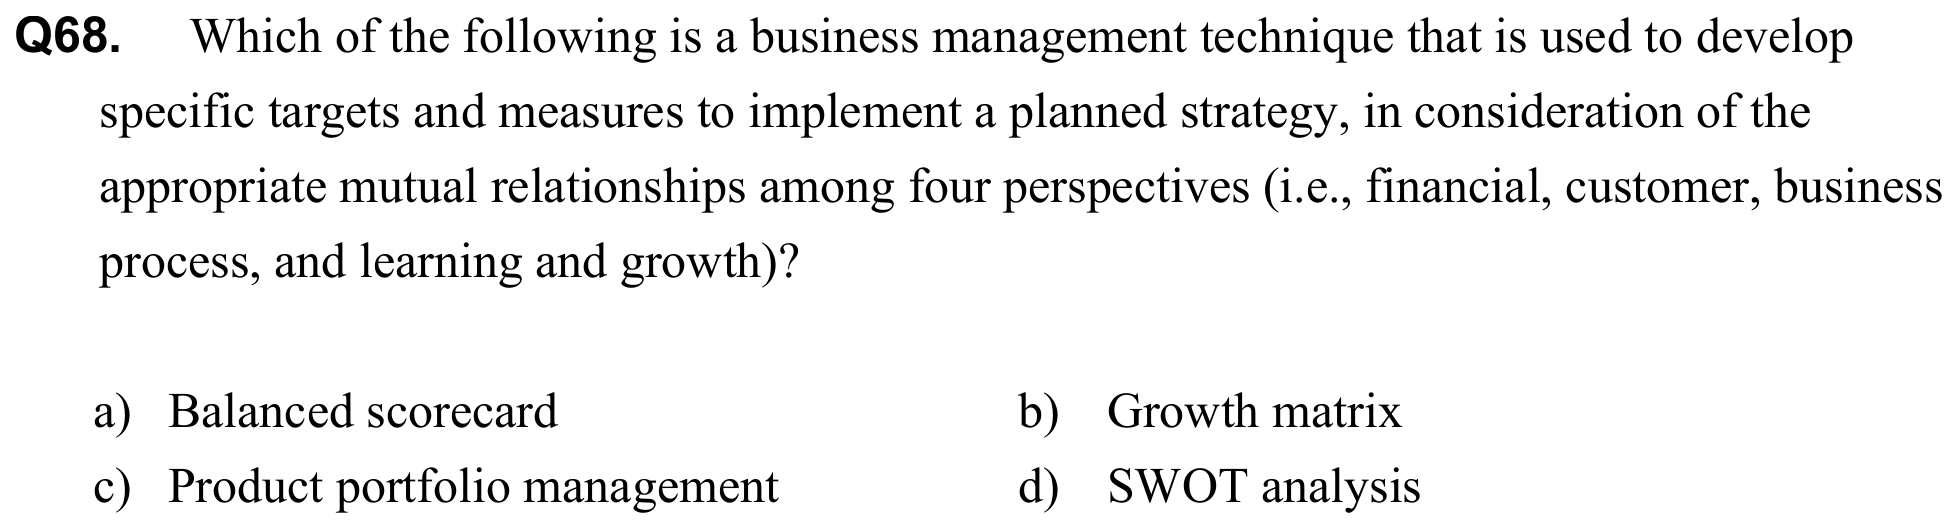 Q68. Which of the following is a business management technique that is used to develop
specific targets and measures to implement a planned strategy, in consideration of the
appropriate mutual relationships among four perspectives (i.e., financial, customer, business
process, and learning and growth)?
a) Balanced scorecard b) Growth matrix
c) Product portfolio management d) SWOT analysis